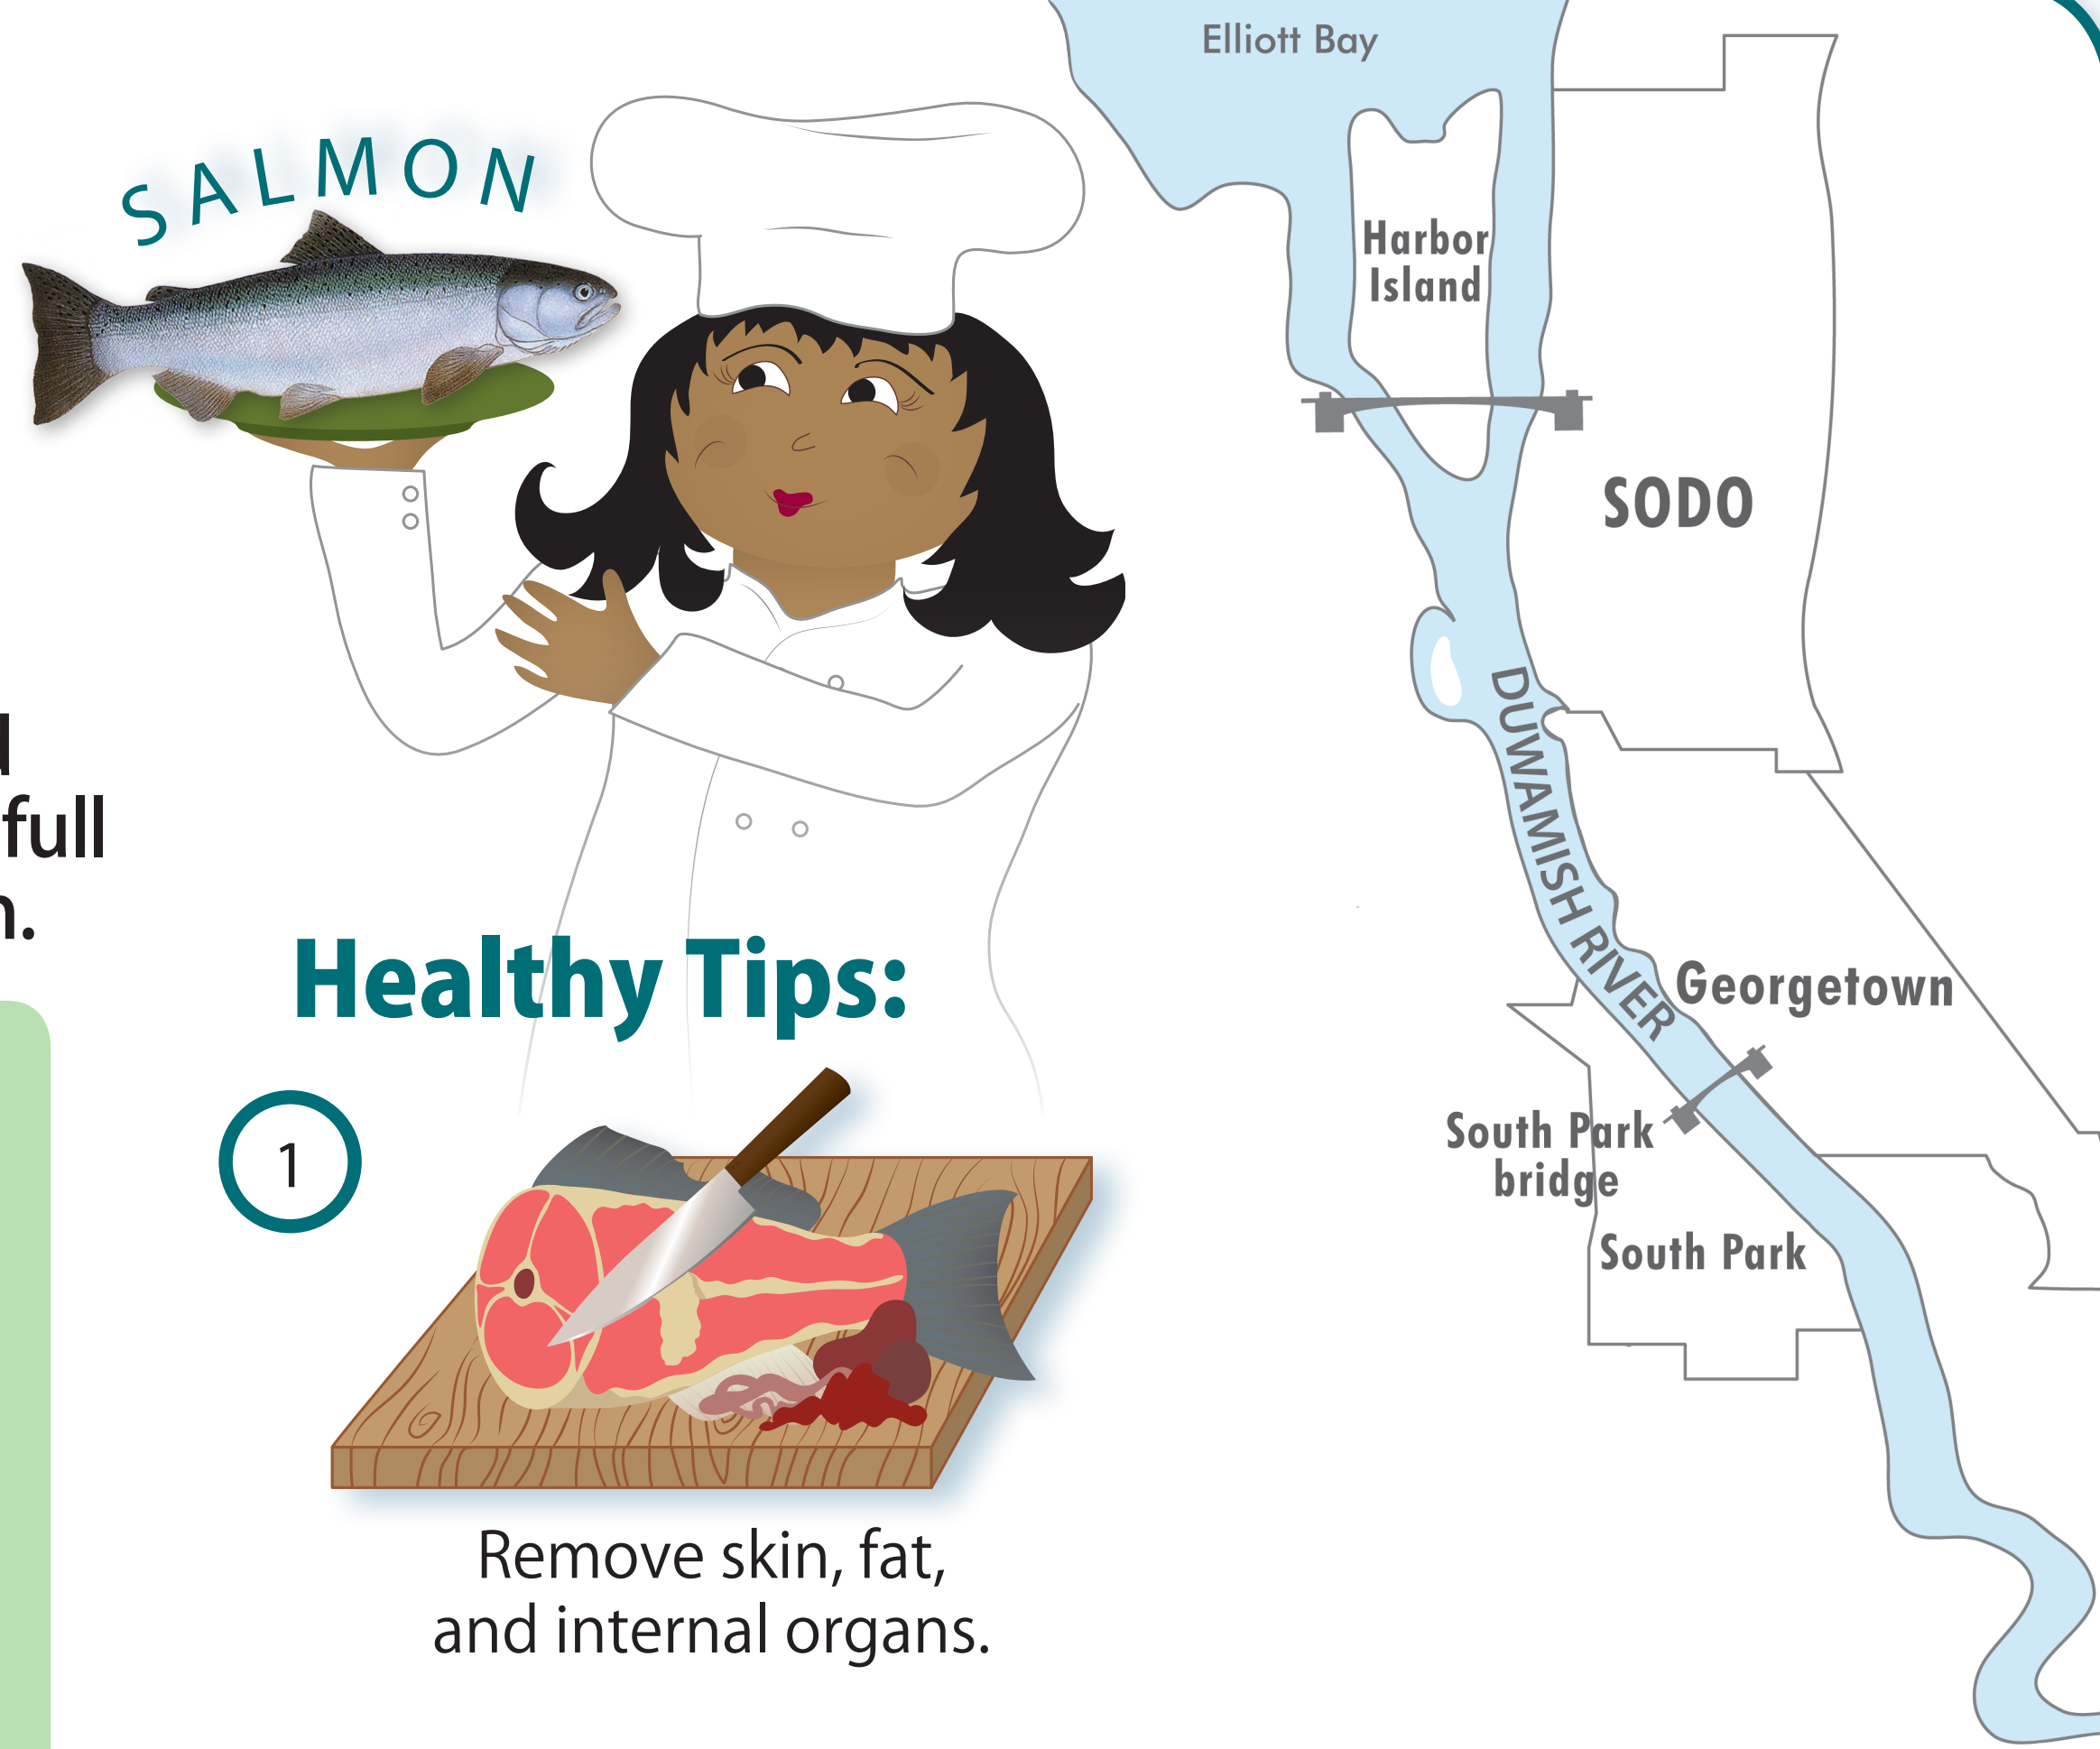 Elliott Bay
SALMON
Harbor
Island
SODO
DUWAMISH RIVER
full
Healthy Tips:
Georgetown
South Park
bridge
South Park
1
Remove skin, fat,
and internal organs.